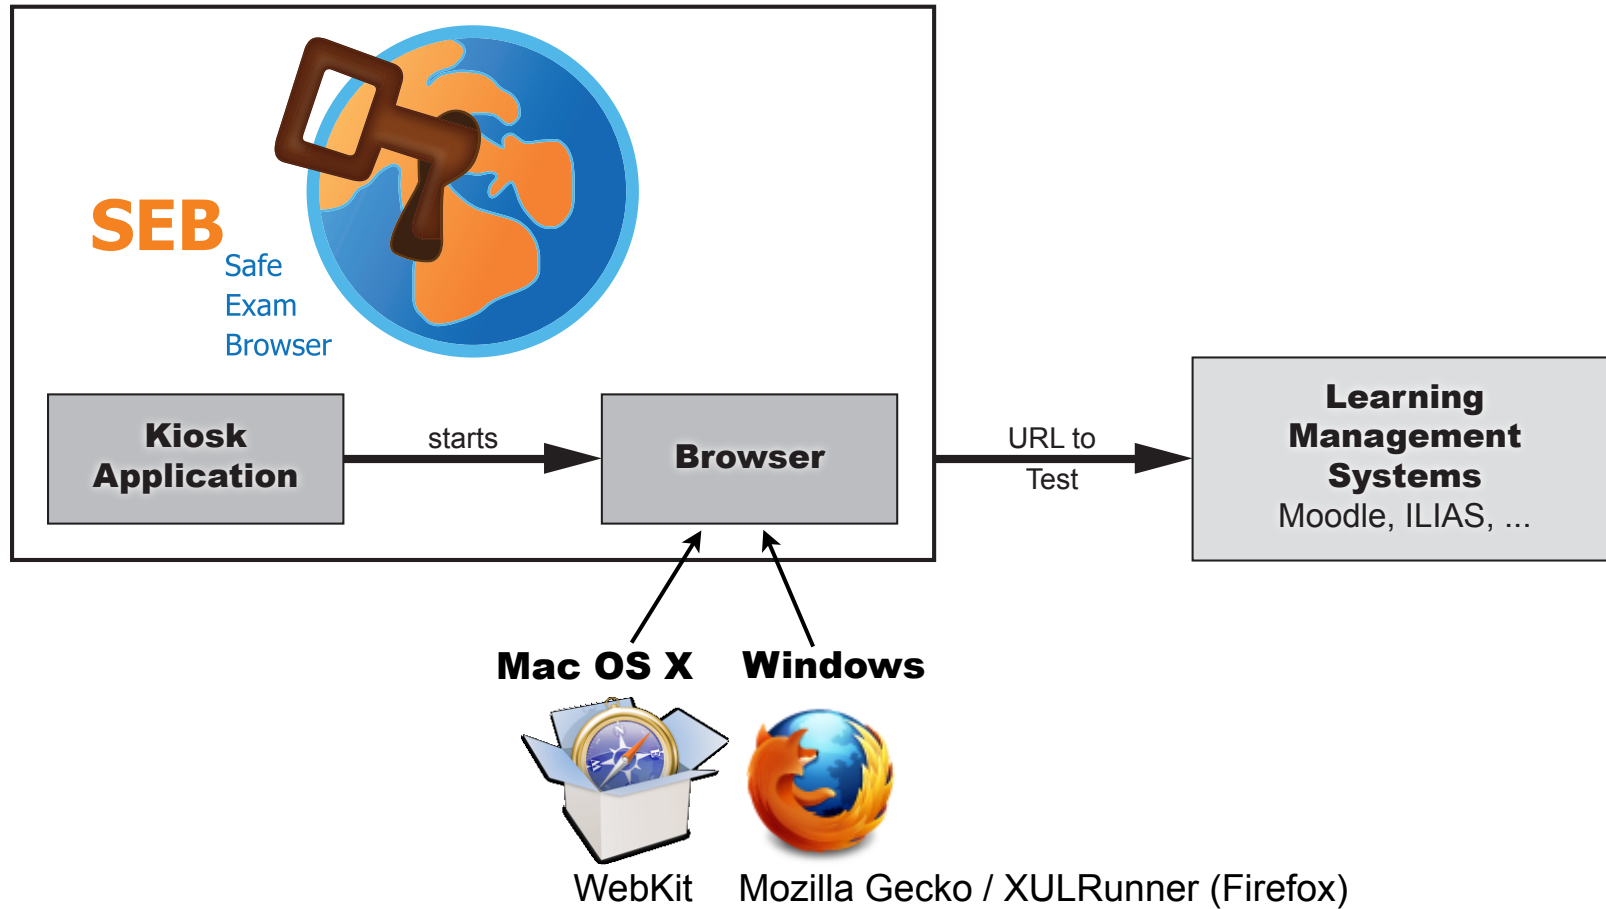 SEB
Safe
Exam
Browser
Kiosk
Application
starts
Browser
URL to
Test
Learning
Management
Systems
Moodle, ILIAS, ...
Mac OS X
Windows
N
W
E
WebKit
Mozilla Gecko / XULRunner (Firefox)